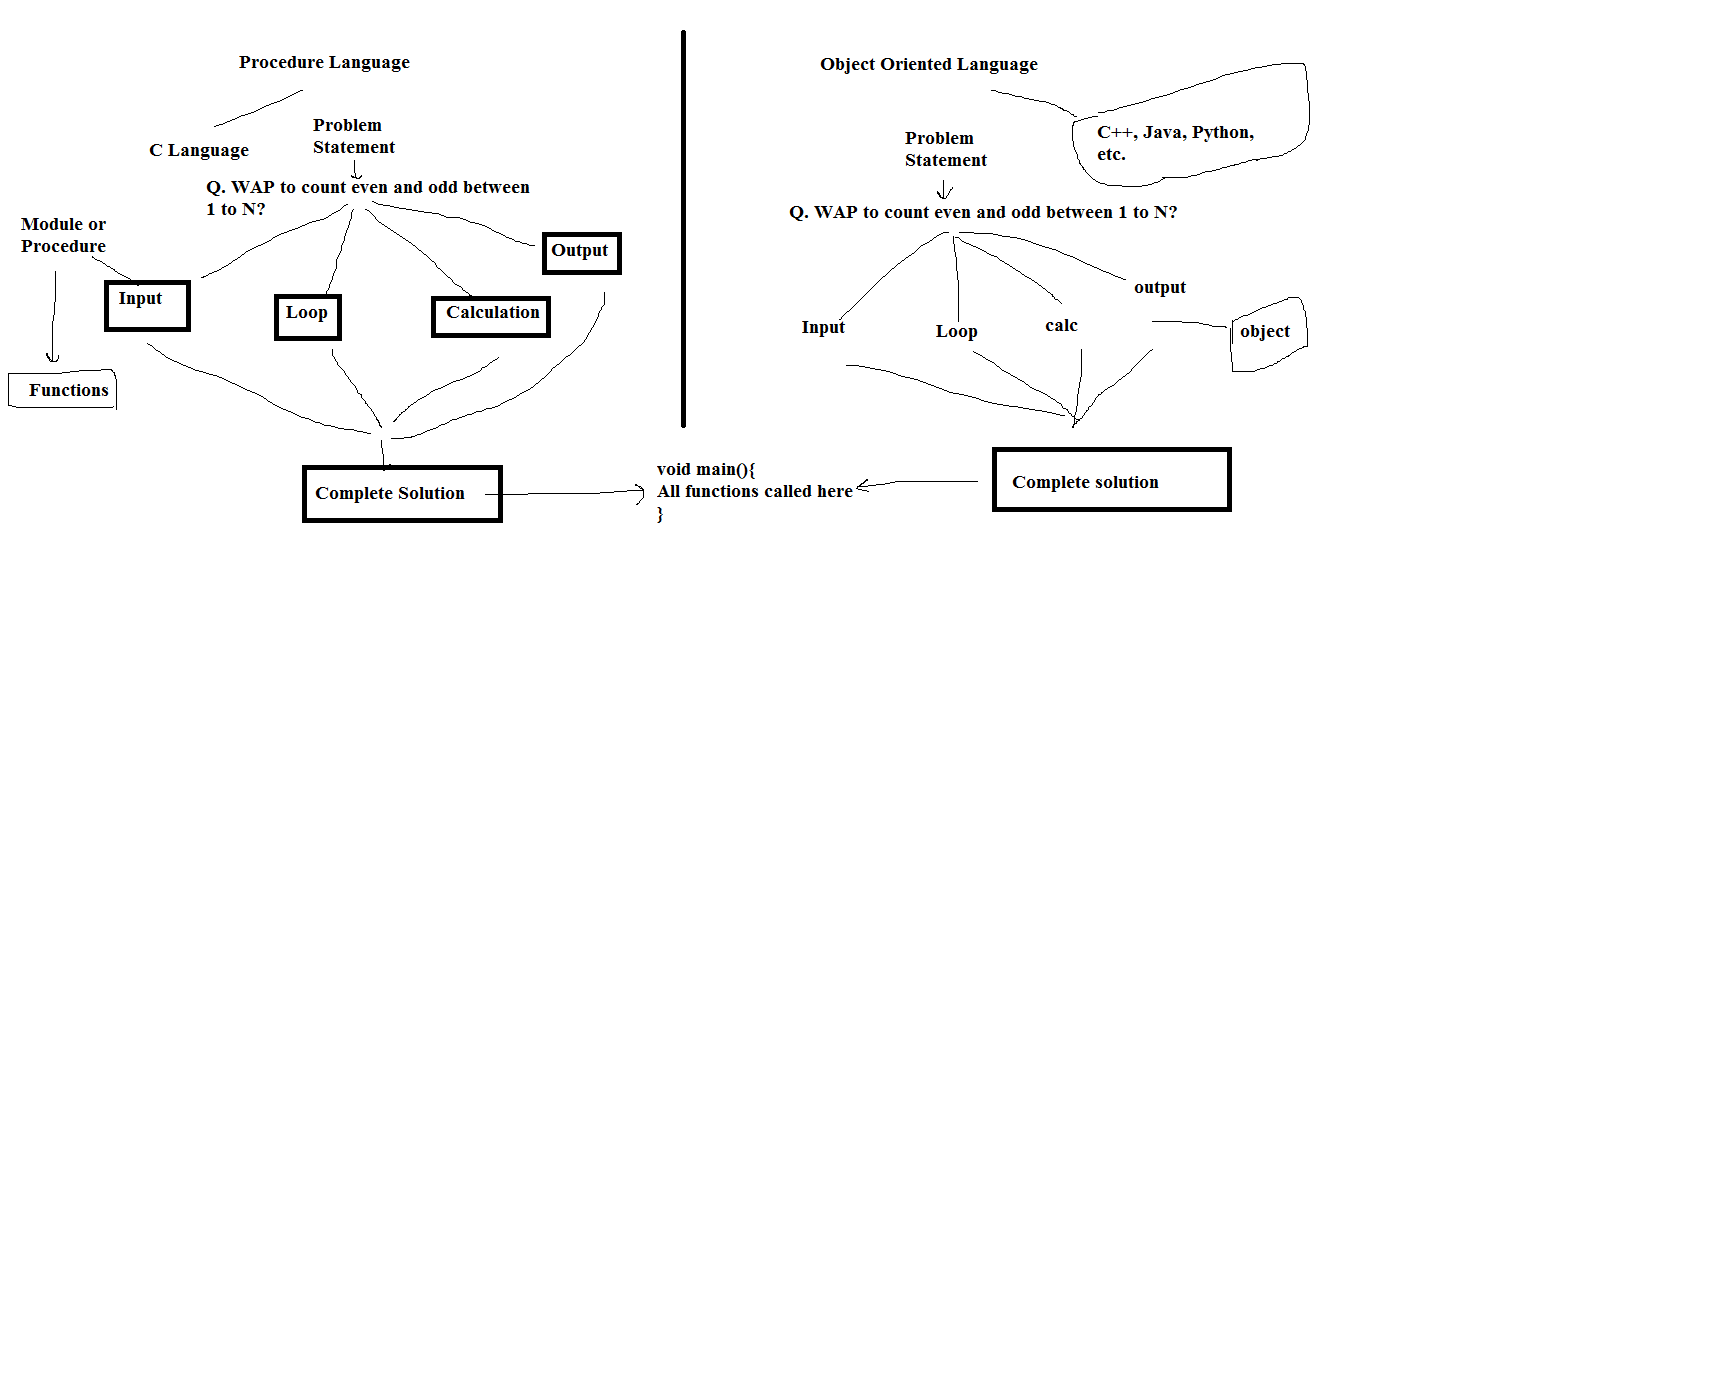 Procedure Language
C Language
Problem
Statement
Q. WAP to count even and odd between
1 to N?
Module or
Procedure
Input
Loop
Calculation
Output
Functions
Complete Solution
void main(){
All functions called here
}
Object Oriented Language
C++, Java, Python,
etc.
Problem
Statement
Q. WAP to count even and odd between 1 to N?
Input
Loop
calc
output
object
Complete solution